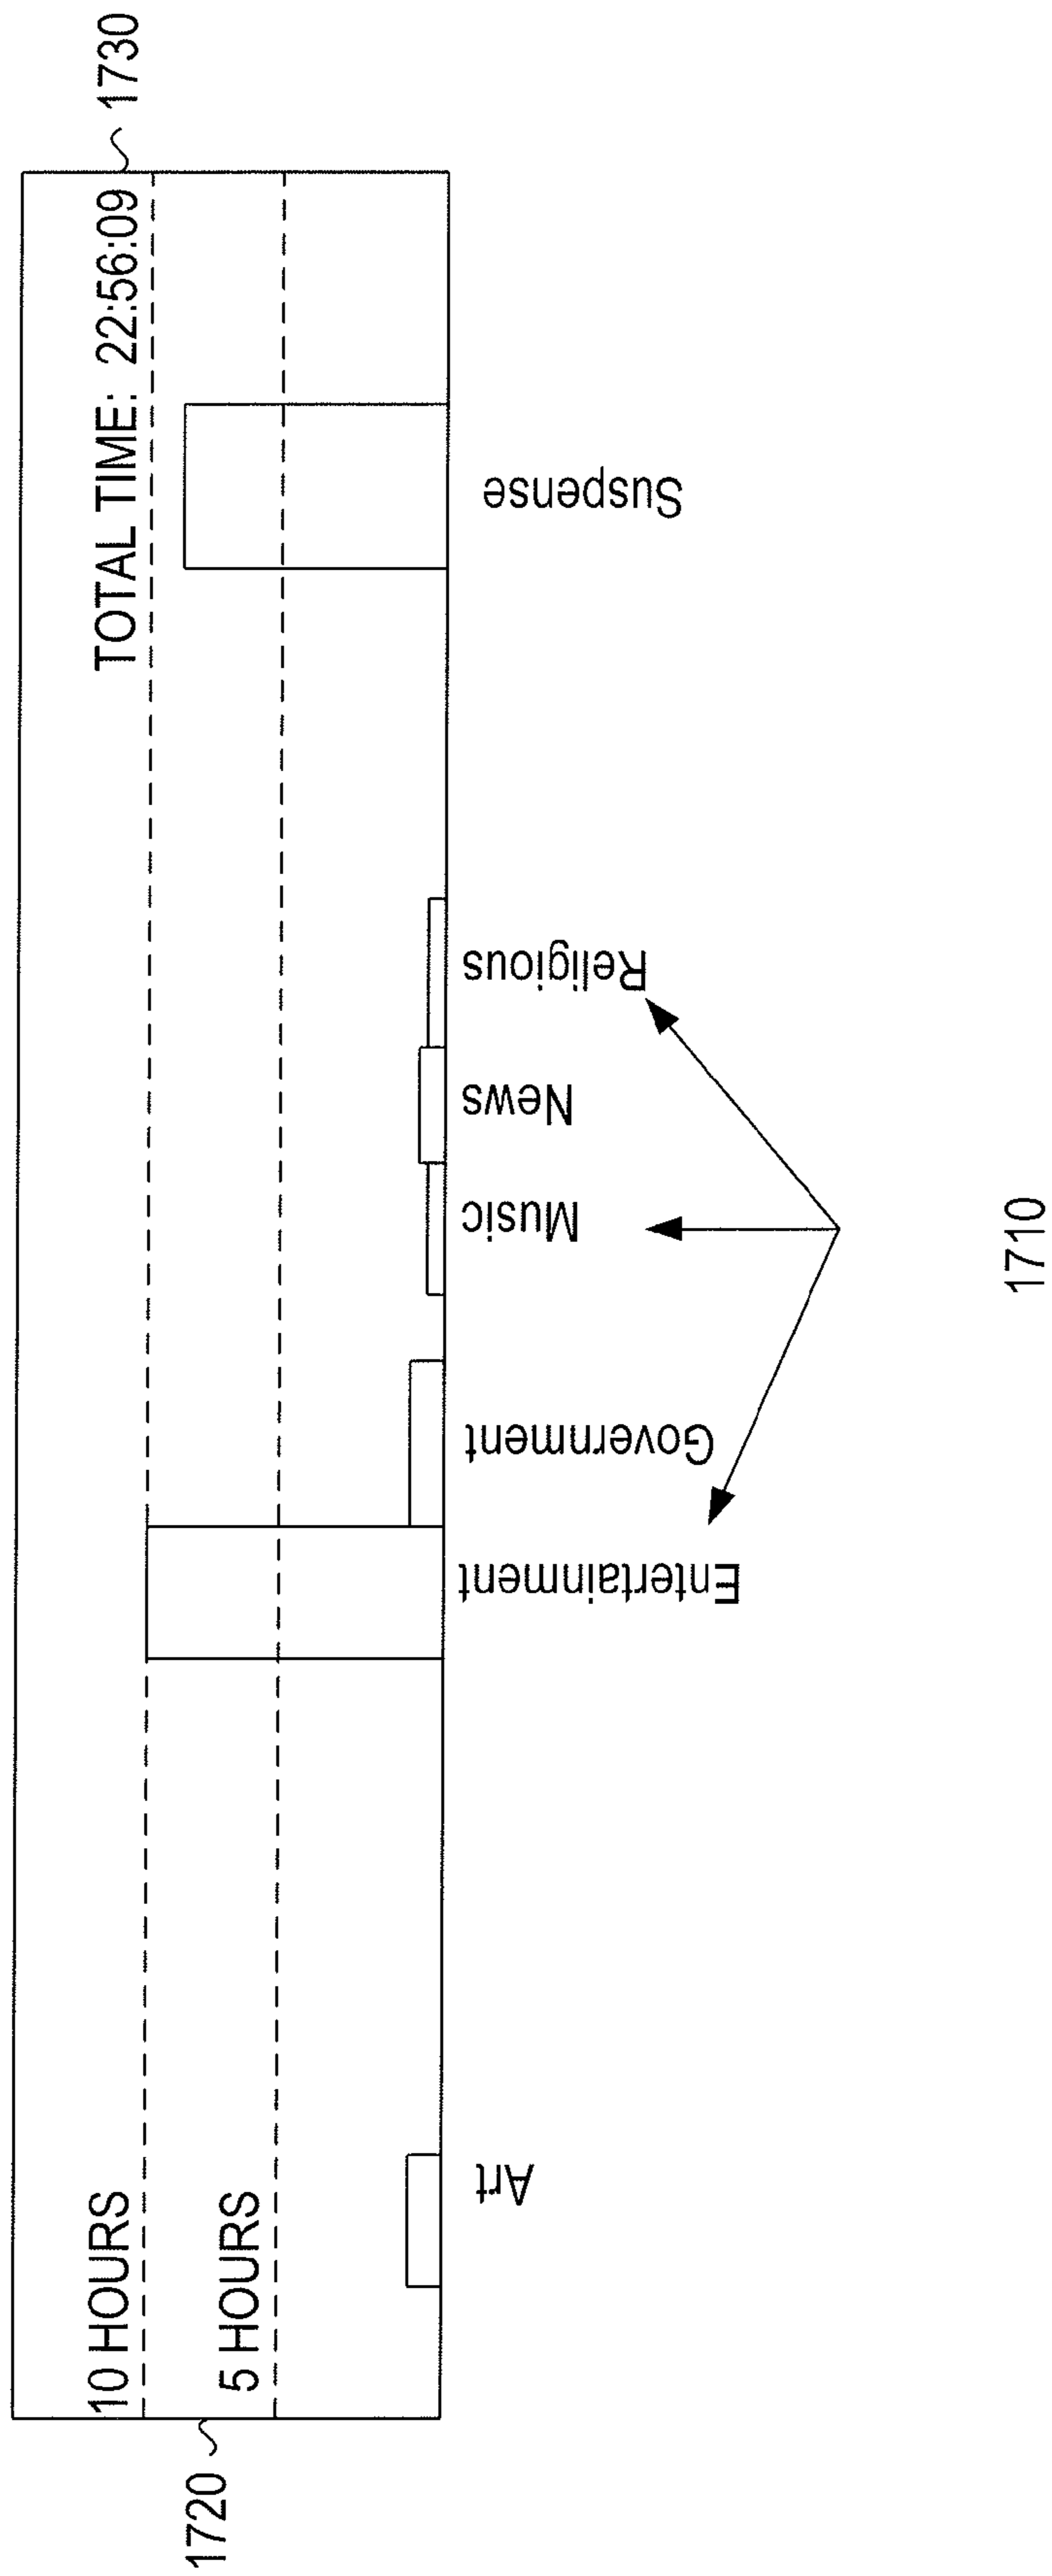 1730
TOTAL TIME: 22:56:09
10 HOURS
5 HOURS
1720
Art
Entertainment
Government
Music
News
Religious
Suspense
1710